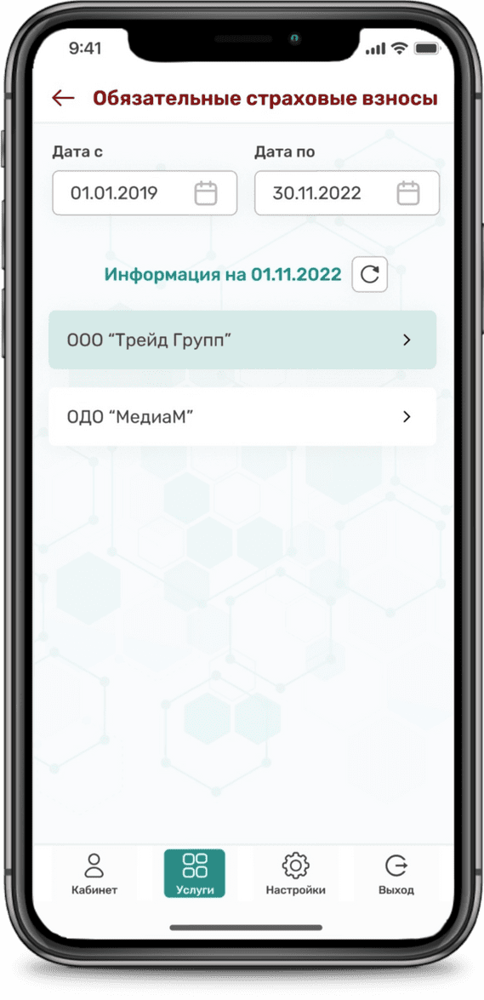 9:41
Обязательные страховые взносы
Дата с Дата по
01.01.2019 30.11.2022
Информация на 01.11.2022
ООО “Трейд Групп”
ОДО “МедиаМ”
Кабинет Услуги Настройки Выход